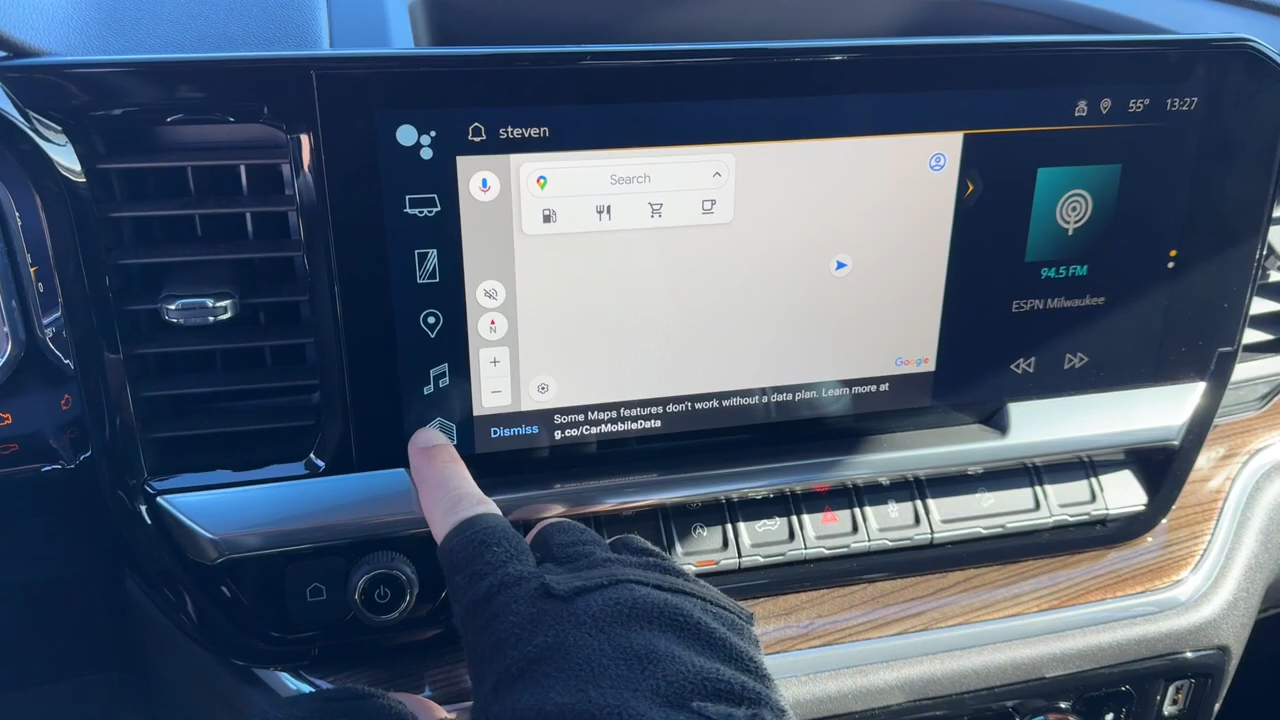 steven
55° 13:27
Search
N
+
−
Google
Some Maps features don't work without a data plan. Learn more at
g.co/CarMobileData
Dismiss
94.5 FM
ESPN Milwaukee